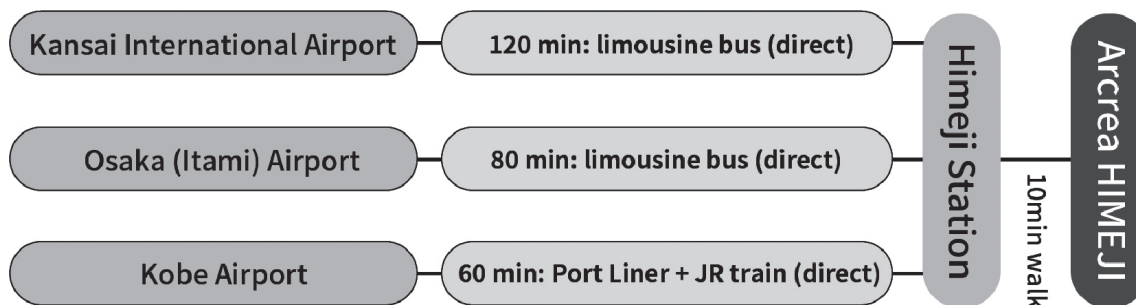 Kansai International Airport
120 min: limousine bus (direct)
Osaka (Itami) Airport
80 min: limousine bus (direct)
Kobe Airport
60 min: Port Liner + JR train (direct)
Himeji Station
10min walk
Arcrea HIMEJI